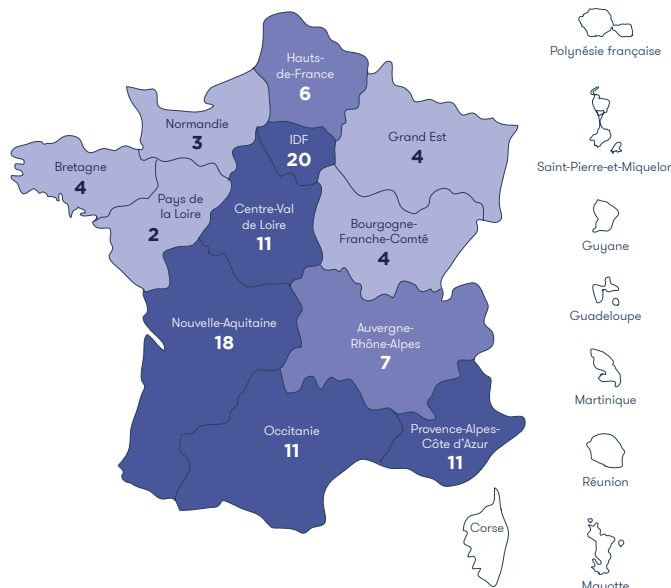 Hauts-
de-France
6
Polynésie française
Normandie
3
IDF
20
Grand Est
4
Bretagne
4
Saint-Pierre-et-Miquelon
Pays de
la Loire
2
Centre-Val
de Loire
11
Bourgogne-
Franche-Comté
4
Guyane
Nouvelle-Aquitaine
18
Auvergne-
Rhône-Alpes
7
Guadeloupe
Martinique
Occitanie
11
Provence-Alpes-
Côte d'Azur
11
Réunion
Corse
Mayotte